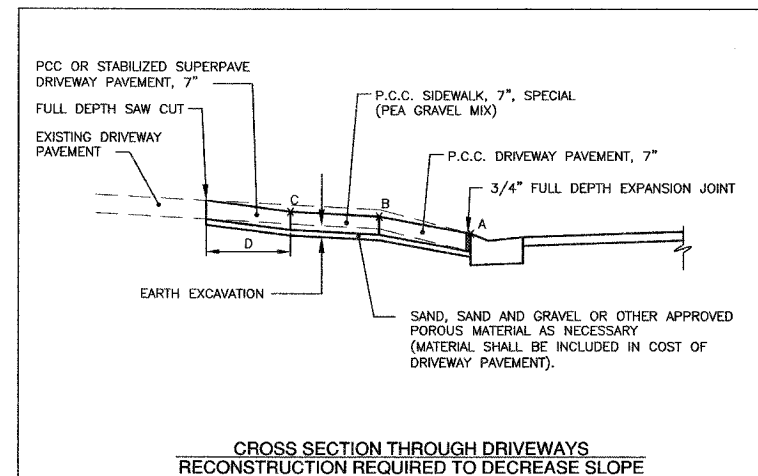 PCC OR STABILIZED SUPERPAVE
DRIVEWAY PAVEMENT, 7"
FULL DEPTH SAW CUT
EXISTING DRIVEWAY
PAVEMENT
P.C.C. SIDEWALK, 7", SPECIAL
(PEA GRAVEL MIX)
P.C.C. DRIVEWAY PAVEMENT, 7"
3/4" FULL DEPTH EXPANSION JOINT
C
B
A
D
EARTH EXCAVATION
SAND, SAND AND GRAVEL OR OTHER APPROVED
POROUS MATERIAL AS NECESSARY
(MATERIAL SHALL BE INCLUDED IN COST OF
DRIVEWAY PAVEMENT).
CROSS SECTION THROUGH DRIVEWAYS
RECONSTRUCTION REQUIRED TO DECREASE SLOPE